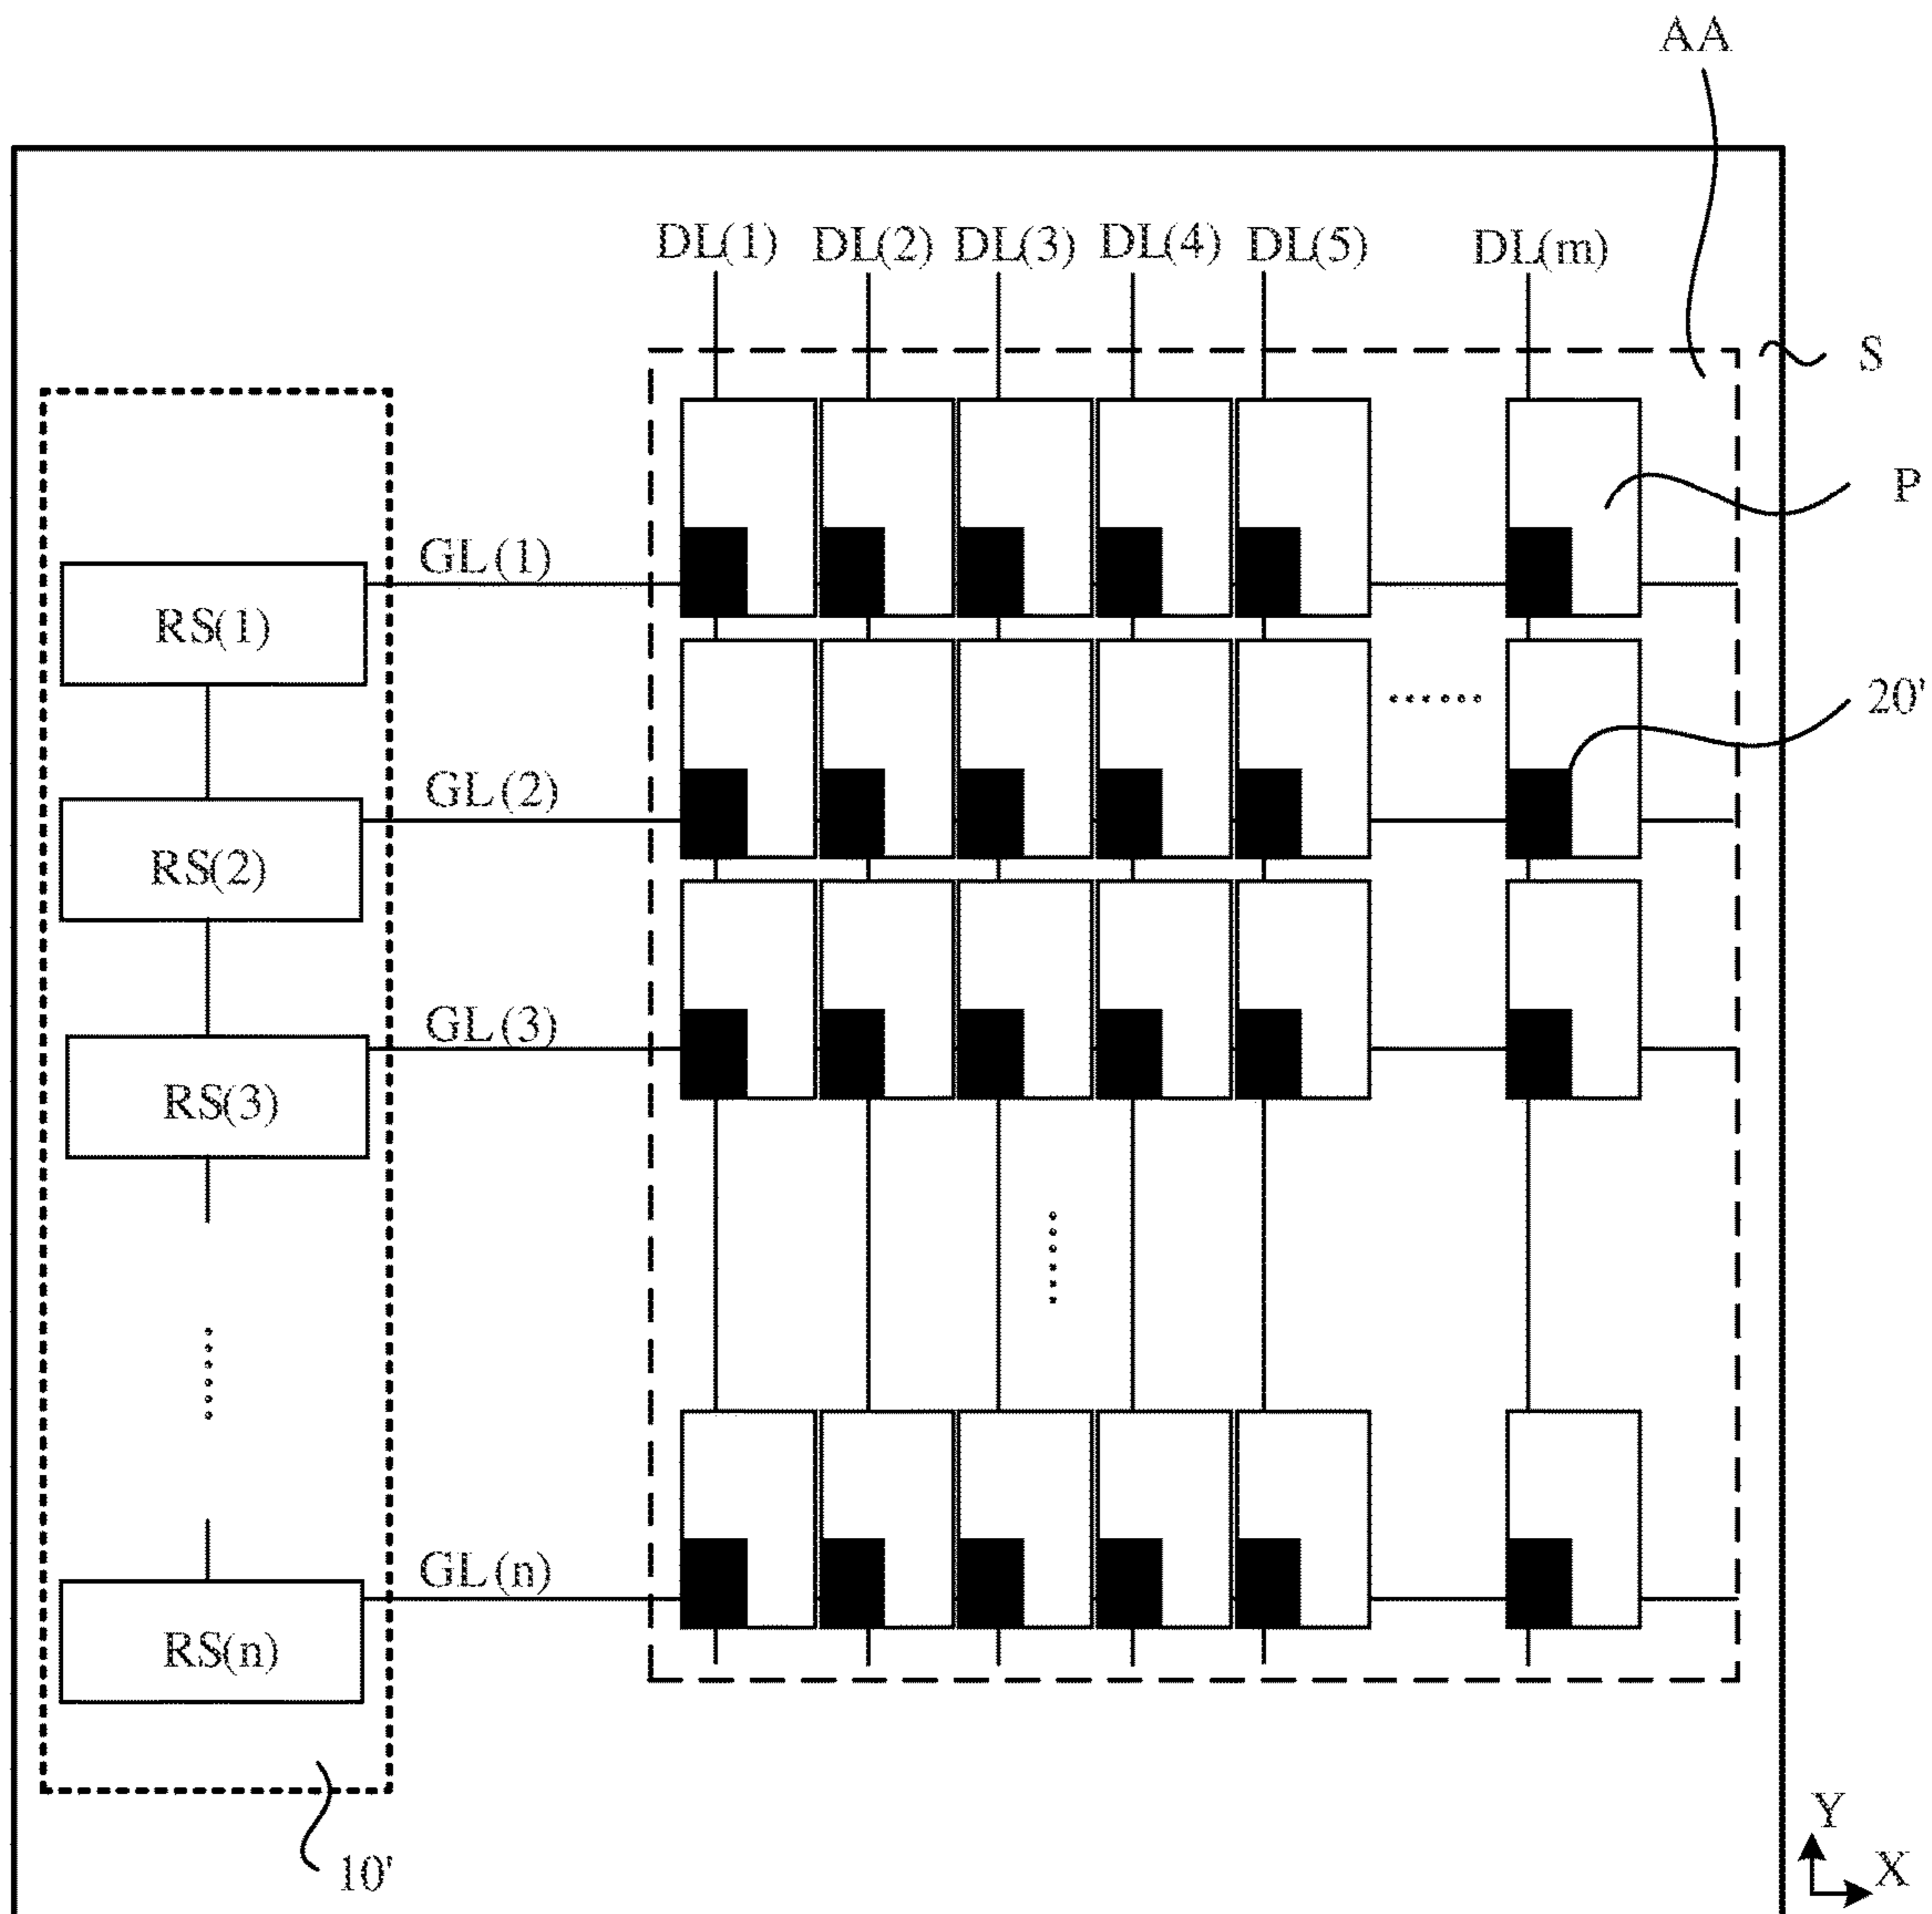 AA
DL(1) DL(2) DL(3) DL(4) DL(5) DL(m)
S
P
GL(1)
RS(1)
20'
GL(2)
RS(2)
GL(3)
RS(3)
GL(n)
RS(n)
10'
Y
X